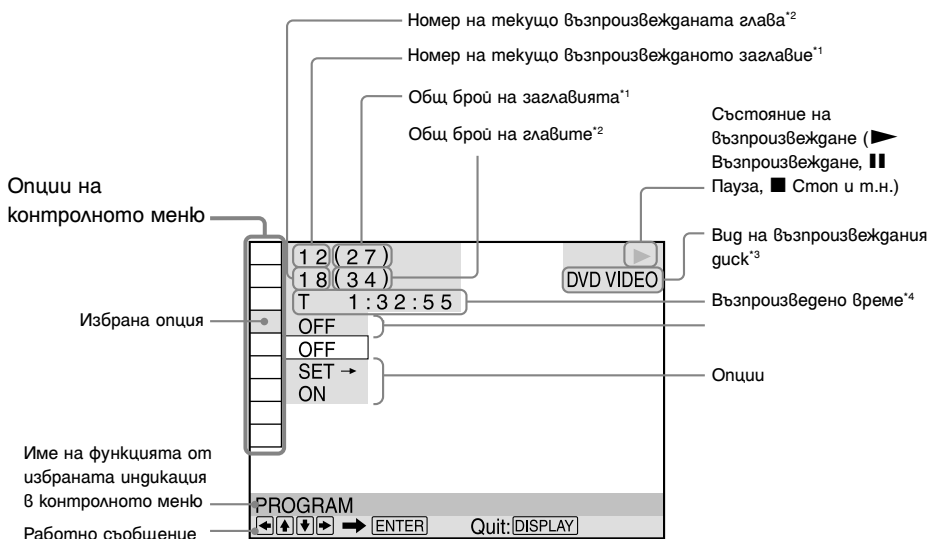 Номер на текущо възпроизвежданата глава*2
Номер на текущо възпроизвежданото заглавие*1
Общ брой на заглавията*1
Общ брой на главите*2
Състояние на
възпроизвеждане (►
Възпроизвеждане, ▮▮
Пауза, ■ Стоп и т.н.)
Опции на
контролното меню
Вид на възпроизвеждания
диск*3
12(27)
18(34)
DVD VIDEO
T 1:32:55
Възпроизведено време*4
Избрана опция
OFF
OFF
SET →
ON
Опции
Име на функцията от
избраната индикация
в контролното меню
PROGRAM
Работно съобщение
←↑↓→ ➡ ENTER Quit: DISPLAY